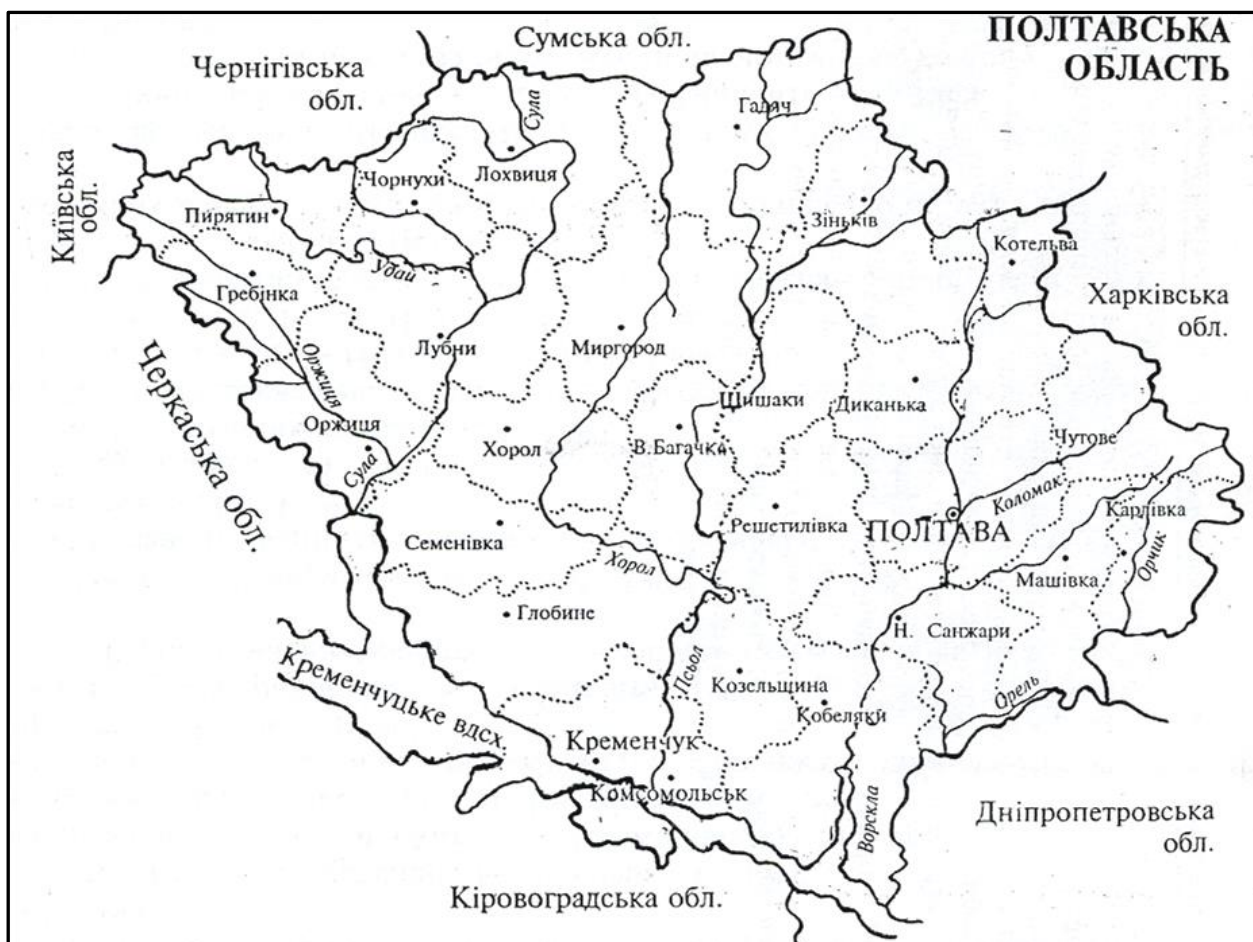 ПОЛТАВСЬКА
ОБЛАСТЬ
Сумська обл.
Чернігівська
обл.
Київська
обл.
Гадяч
Сула
Лохвиця
Чорнухи
Пирятин
Зіньків
Котельва
Удай
Гребінка
Харківська
обл.
Лубни
Миргород
Черкаська обл.
Оржиця
Шишаки
Диканька
Оржиця
Хорол
В.Багачка
Чутове
Сула
Коломак
Карлівка
Решетилівка
ПОЛТАВА
Семенівка
Хорол
Машівка
Орчик
Глобине
Н. Санжари
Кременчуцьке вдсх.
Псьол
Козельщина
Орель
Кобеляки
Кременчук
Комсомольськ
Ворскла
Дніпропетровська
обл.
Кіровоградська обл.